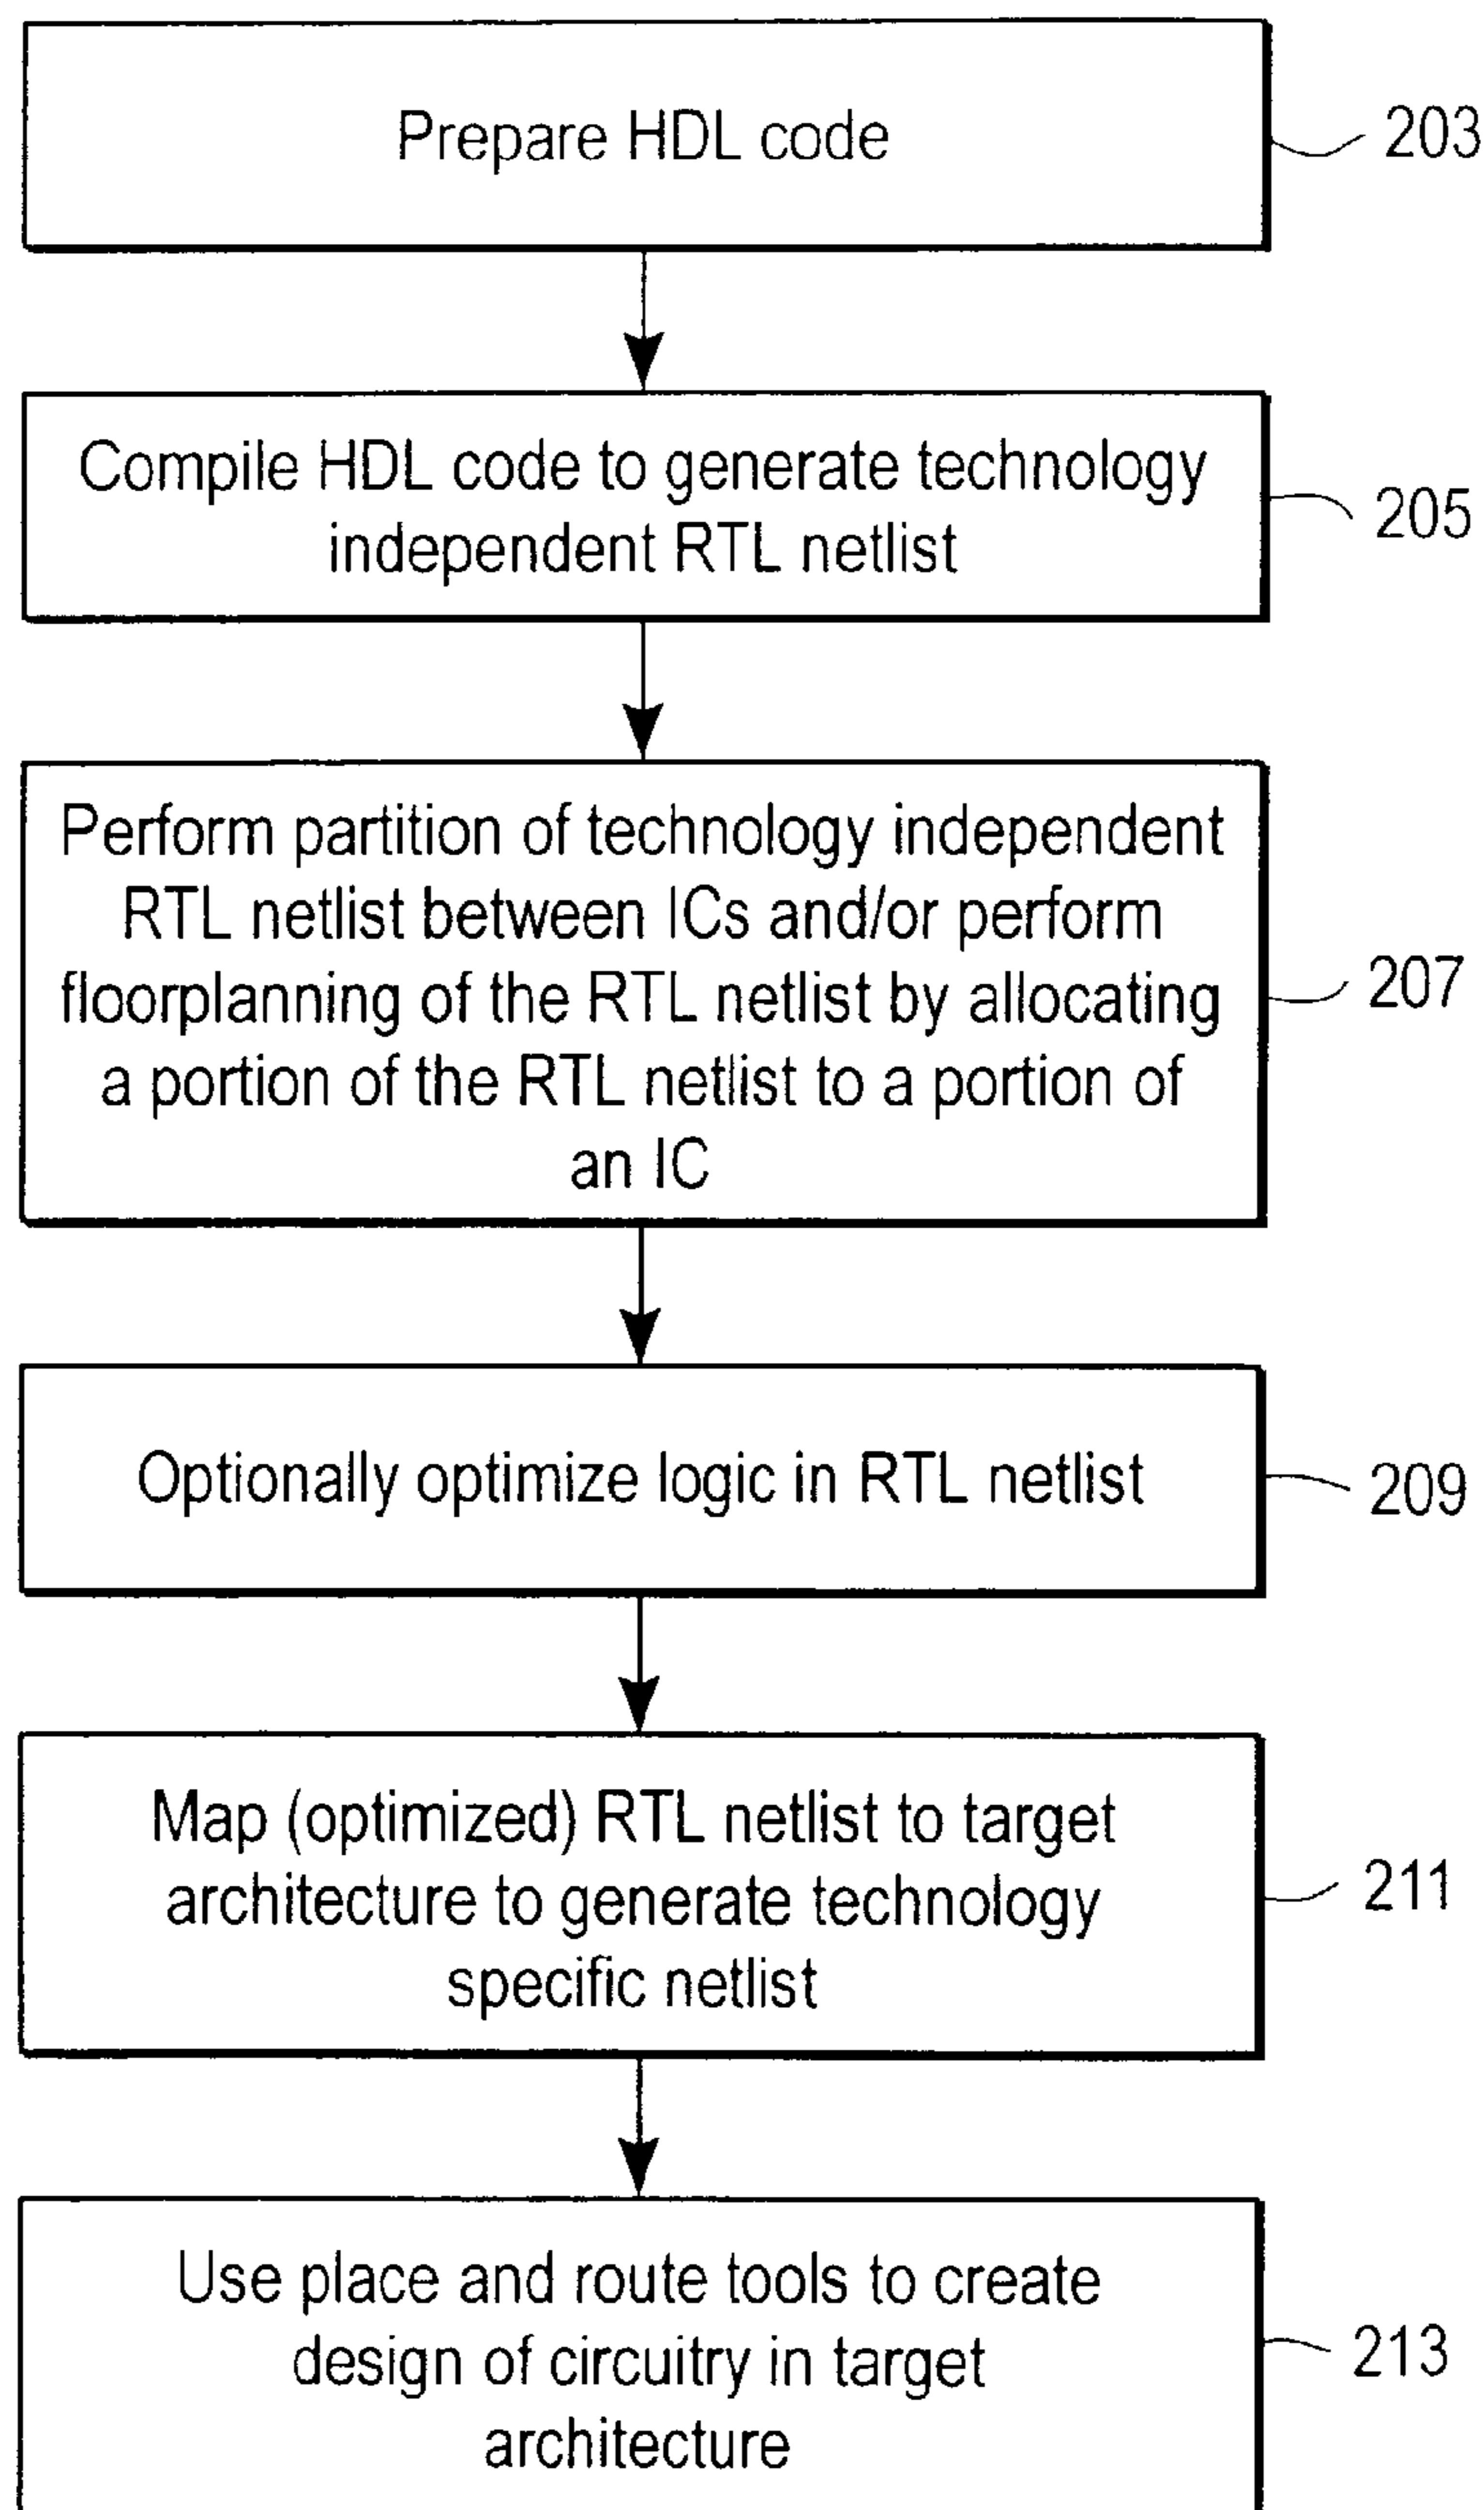 Prepare HDL code
203
Compile HDL code to generate technology
independent RTL netlist
205
Perform partition of technology independent
RTL netlist between ICs and/or perform
floorplanning of the RTL netlist by allocating
a portion of the RTL netlist to a portion of
an IC
207
Optionally optimize logic in RTL netlist
209
Map (optimized) RTL netlist to target
architecture to generate technology
specific netlist
211
Use place and route tools to create
design of circuitry in target
architecture
213